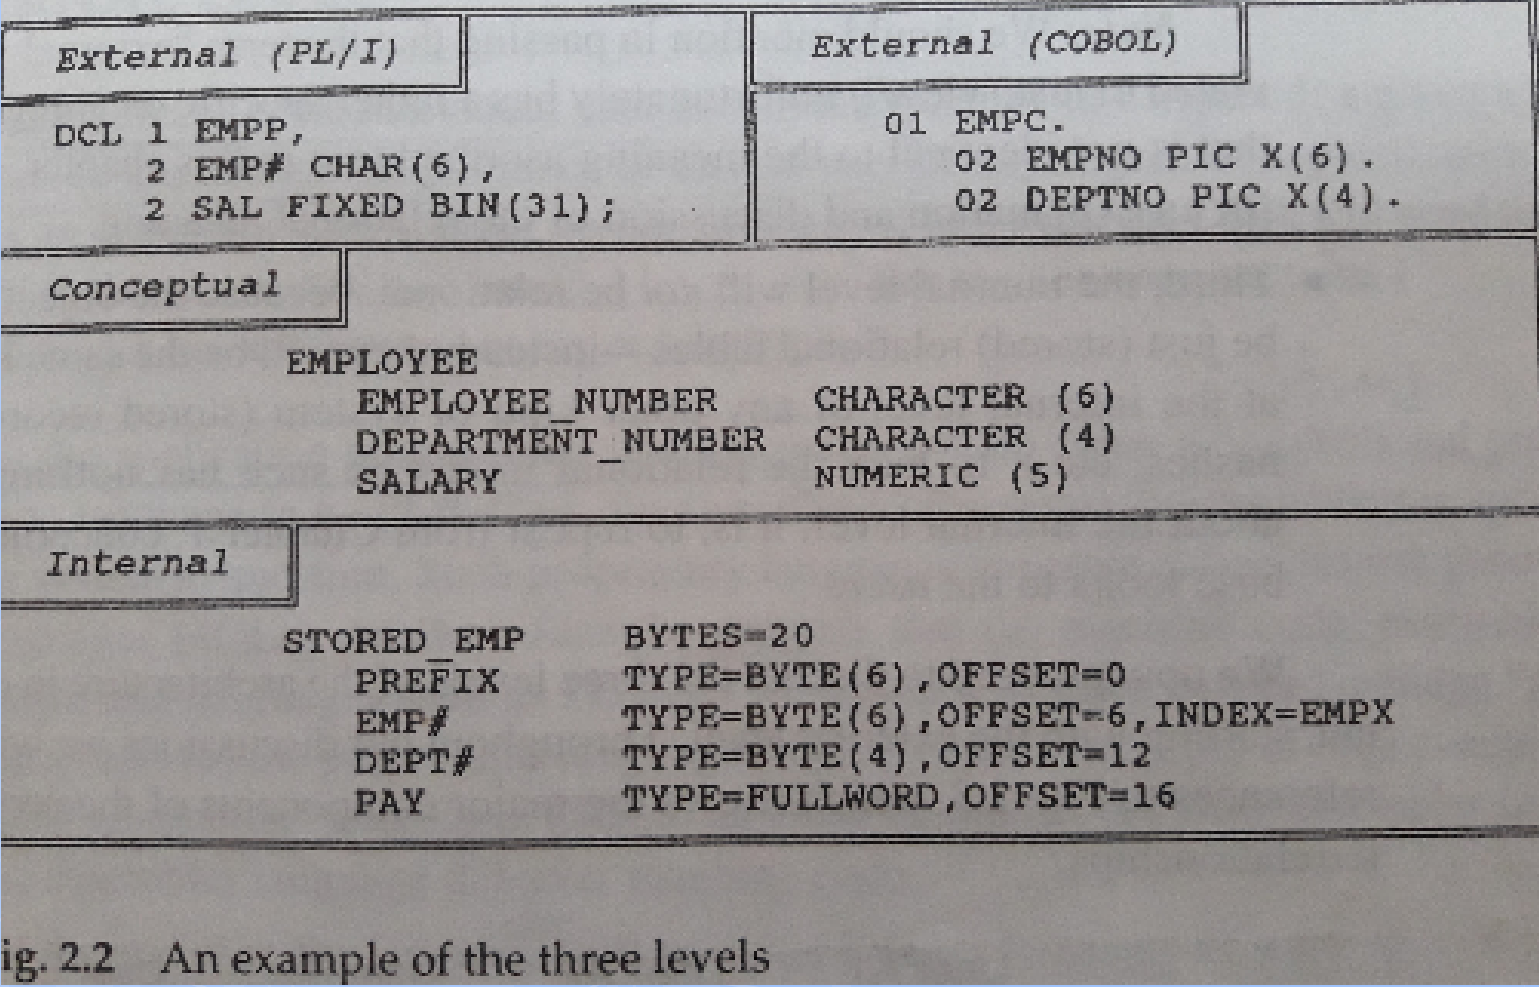 External (PL/I)
DCL 1 EMPP,
2 EMP# CHAR(6),
2 SAL FIXED BIN(31);
External (COBOL)
01 EMPC.
02 EMPNO PIC X(6).
02 DEPTNO PIC X(4).
Conceptual
EMPLOYEE
EMPLOYEE_NUMBER CHARACTER (6)
DEPARTMENT_NUMBER CHARACTER (4)
SALARY NUMERIC (5)
Internal
STORED_EMP BYTES=20
PREFIX TYPE=BYTE(6),OFFSET=0
EMP# TYPE=BYTE(6),OFFSET=6,INDEX=EMPX
DEPT# TYPE=BYTE(4),OFFSET=12
PAY TYPE=FULLWORD,OFFSET=16
ig. 2.2 An example of the three levels